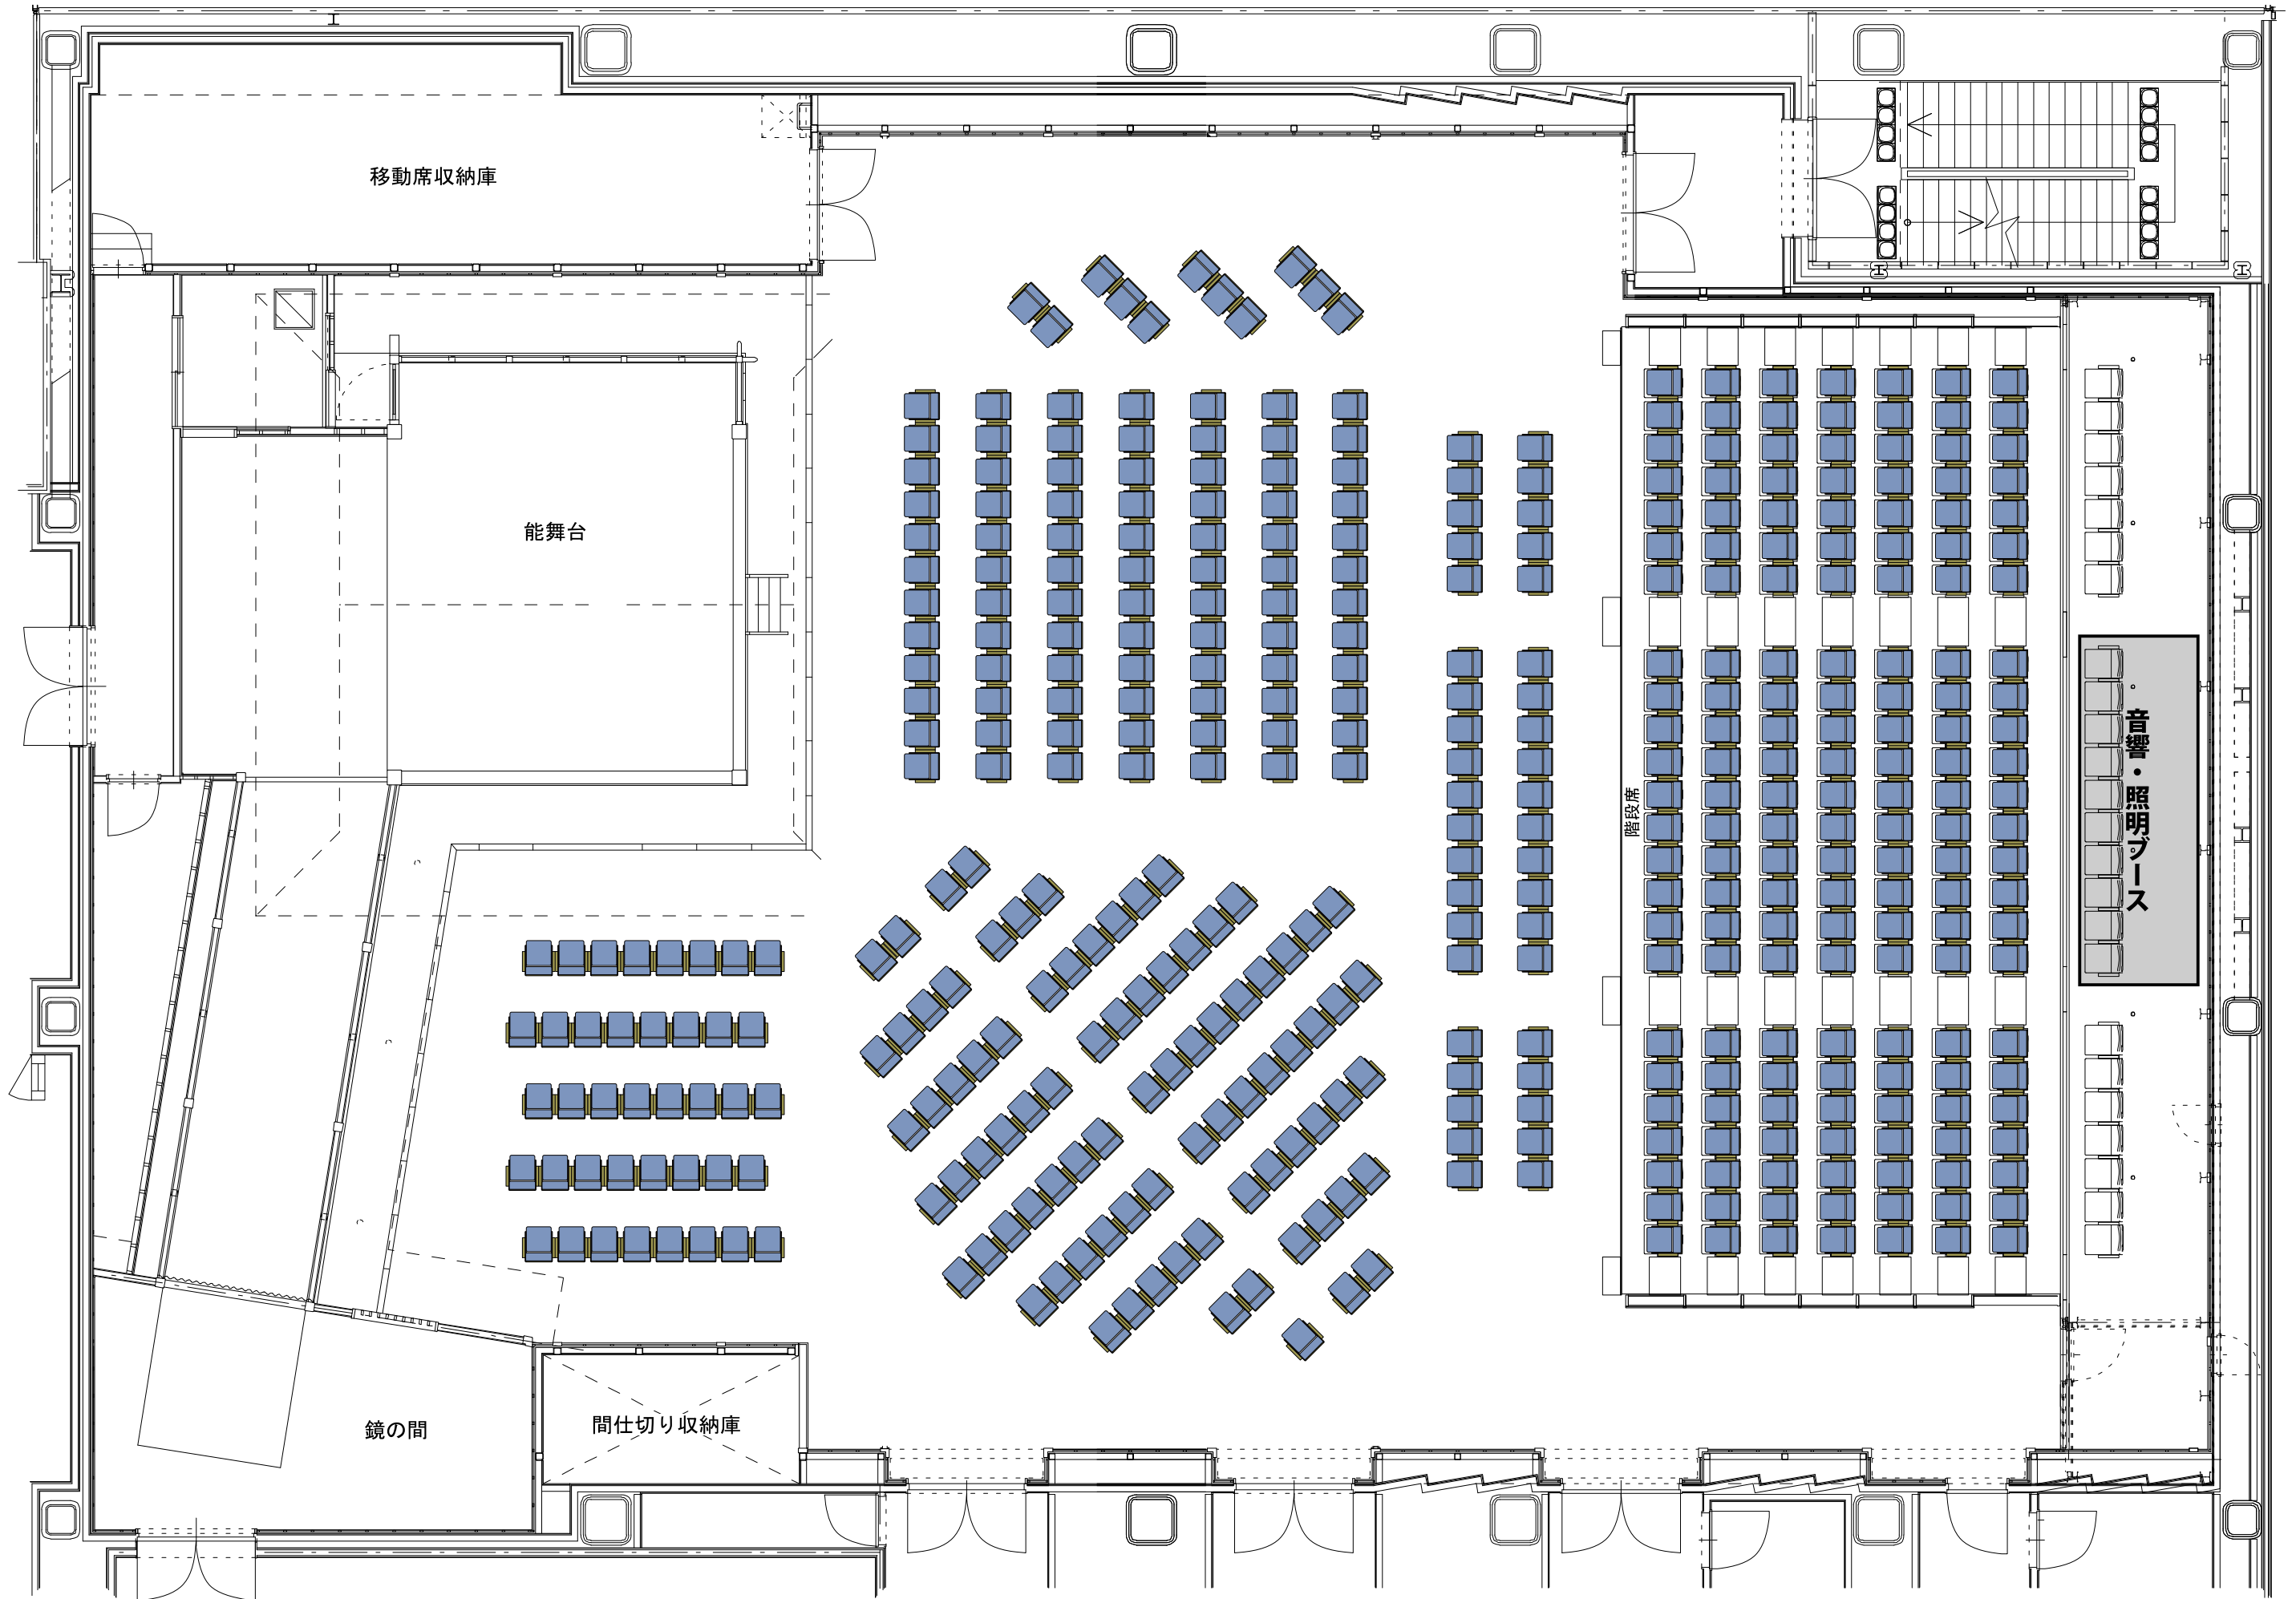 移動席収納庫
能舞台
階段席
音響・照明ブース
鏡の間
間仕切り収納庫